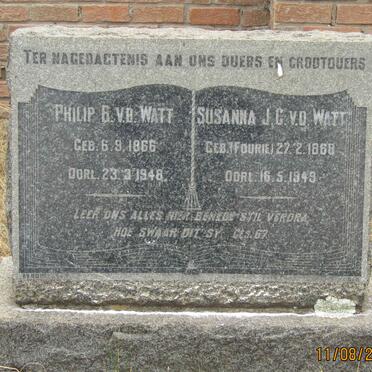 TER NAGEDAGTENIS AAN ONS OUERS EN GROOTOUERS
PHILIP B. V.D. WATT
GEB. 6.9.1866
OORL. 23.3.1948
SUSANNA J.C. V.D. WATT
GEB. (FOURIE) 27.2.1868
OORL. 16.5.1949
LEER ONS ALLES HIER BENEDE STIL VERDRA
HOE SWAAR DIT SY. GES. 67.
11/08/2